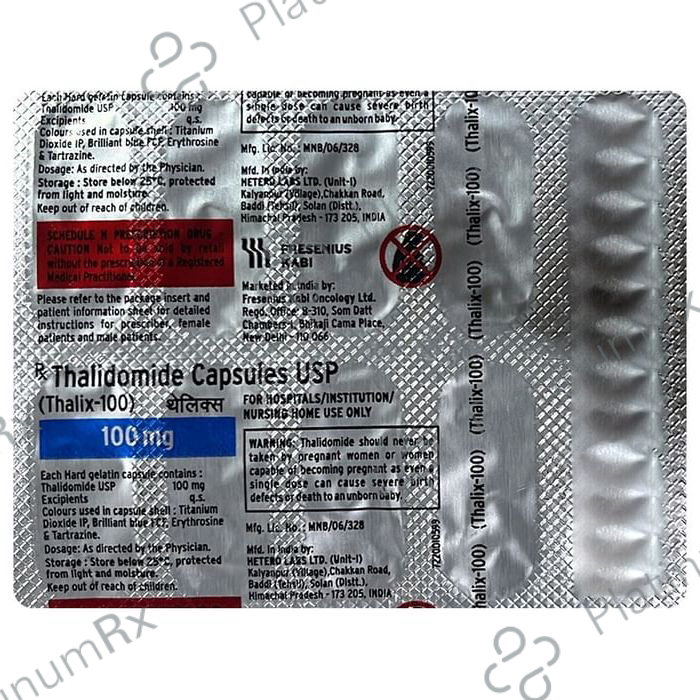 Each Hard gelatin capsule contains :
Thalidomide USP 100 mg
Excipients q.s.
Colours used in capsule shell : Titanium
Dioxide IP, Brilliant blue FCF, Erythrosine
& Tartrazine.
Dosage: As directed by the Physician.
Storage : Store below 25°C, protected
from light and moisture.
Keep out of reach of children.
SCHEDULE H PRESCRIPTION DRUG -
CAUTION Not to be sold by retail
without the prescription of a Registered
Medical Practitioner.
Please refer to the package insert and
patient information sheet for detailed
instructions for prescriber, female
patients and male patients.
capable of becoming pregnant as even a
single dose can cause severe birth
defects or death to an unborn baby.
Mfg. Lic. No. : MNB/06/328
Mfd. in India by:
HETERO LABS LTD. (Unit-I)
Kalyanpur (Village), Chakkan Road,
Baddi (Tehsil), Solan (Distt.),
Himachal Pradesh - 173 205, INDIA
FRESENIUS
KABI
Marketed in India by:
Fresenius Kabi Oncology Ltd.
Regd. Office: B-310, Som Datt
Chambers-I, Bhikaji Cama Place,
New Delhi - 110 066
Rx Thalidomide Capsules USP
(Thalix-100) थेलिक्स
100 mg
FOR HOSPITALS/INSTITUTION/
NURSING HOME USE ONLY
Each Hard gelatin capsule contains :
Thalidomide USP 100 mg
Excipients q.s.
Colours used in capsule shell : Titanium
Dioxide IP, Brilliant blue FCF, Erythrosine
& Tartrazine.
Dosage: As directed by the Physician.
Storage : Store below 25°C, protected
from light and moisture.
Keep out of reach of children.
WARNING: Thalidomide should never be
taken by pregnant women or women
capable of becoming pregnant as even a
single dose can cause severe birth
defects or death to an unborn baby.
Mfg. Lic. No. : MNB/06/328
Mfd. in India by:
HETERO LABS LTD. (Unit-I)
Kalyanpur (Village), Chakkan Road,
Baddi (Tehsil), Solan (Distt.),
Himachal Pradesh - 173 205, INDIA
(Thalix-100)
(Thalix-100)
(Thalix-100)
(Thalix-100)
(Thalix-100)
PlatinumRx